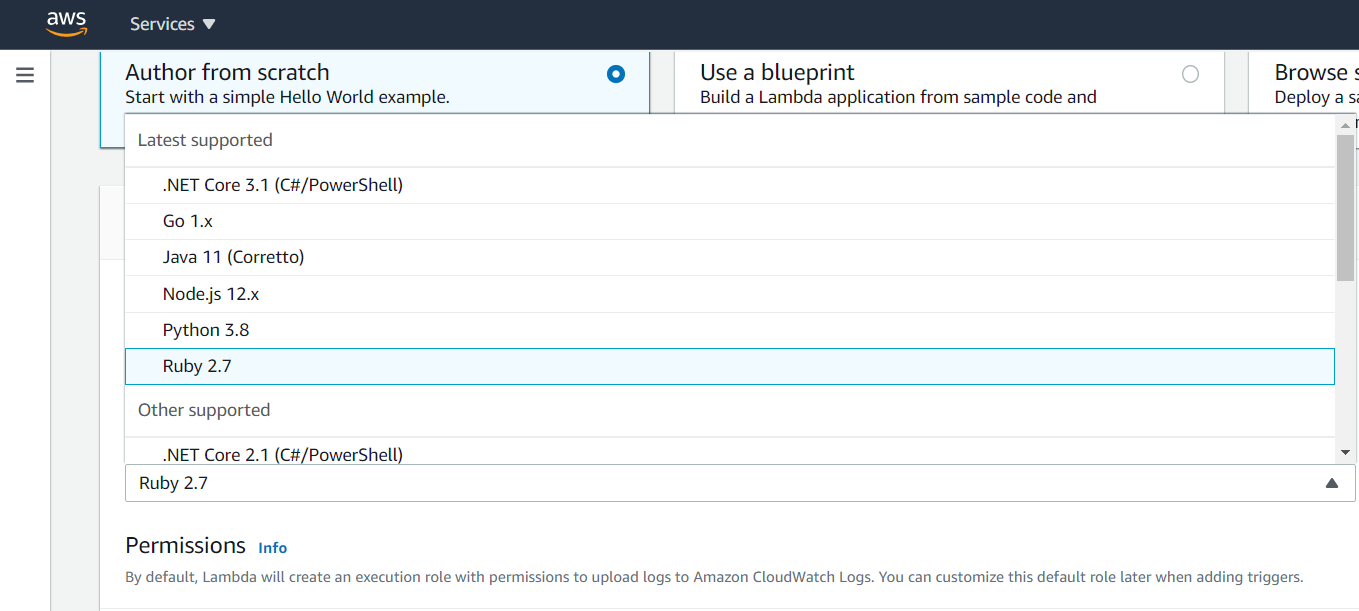 aws
Services
Author from scratch
Start with a simple Hello World example.
Use a blueprint
Build a Lambda application from sample code and
Browse
Deploy a
Latest supported
.NET Core 3.1 (C#/PowerShell)
Go 1.x
Java 11 (Corretto)
Node.js 12.x
Python 3.8
Ruby 2.7
Other supported
.NET Core 2.1 (C#/PowerShell)
Ruby 2.7
Permissions Info
By default, Lambda will create an execution role with permissions to upload logs to Amazon CloudWatch Logs. You can customize this default role later when adding triggers.